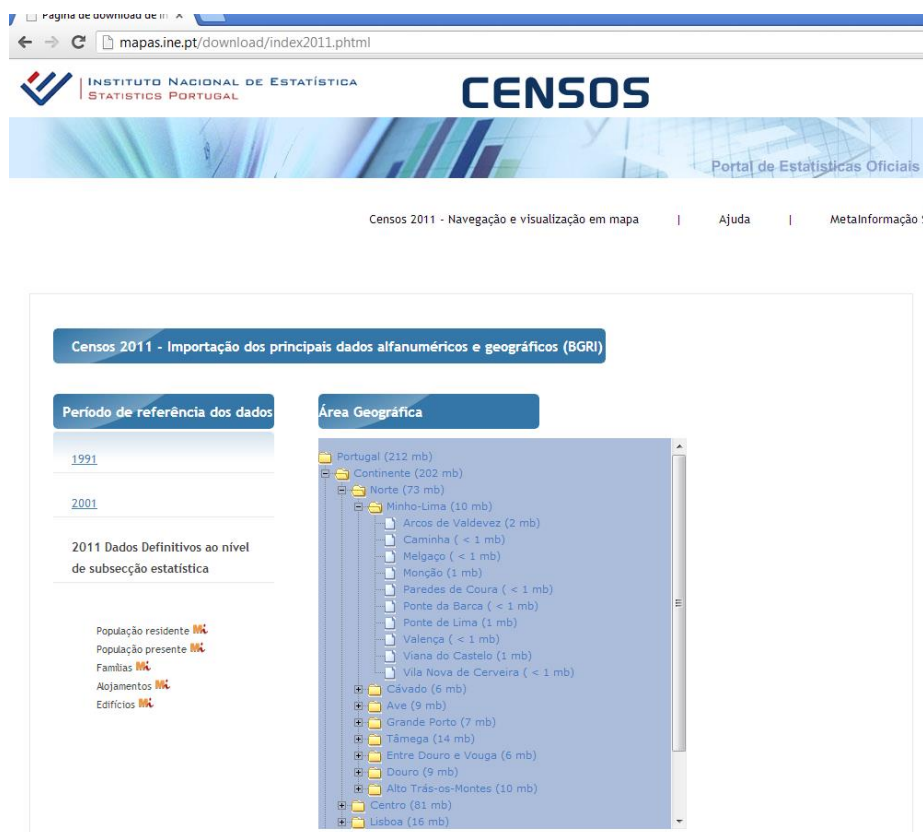 Página de download de in
mapas.ine.pt/download/index2011.phtml
INSTITUTO NACIONAL DE ESTATÍSTICA
STATISTICS PORTUGAL
CENSOS
Portal de Estatísticas Oficiais
Censos 2011 - Navegação e visualização em mapa | Ajuda | MetaInformação
Censos 2011 - Importação dos principais dados alfanuméricos e geográficos (BGRI)
Período de referência dos dados
1991
2001
2011 Dados Definitivos ao nível
de subsecção estatística
População residente
População presente
Famílias
Alojamentos
Edifícios
Área Geográfica
Portugal (212 mb)
Continente (202 mb)
Norte (73 mb)
Minho-Lima (10 mb)
Arcos de Valdevez (2 mb)
Caminha ( < 1 mb)
Melgaço ( < 1 mb)
Monção (1 mb)
Paredes de Coura ( < 1 mb)
Ponte da Barca ( < 1 mb)
Ponte de Lima (1 mb)
Valença ( < 1 mb)
Viana do Castelo (1 mb)
Vila Nova de Cerveira ( < 1 mb)
Cávado (6 mb)
Ave (9 mb)
Grande Porto (7 mb)
Tâmega (14 mb)
Entre Douro e Vouga (6 mb)
Douro (9 mb)
Alto Trás-os-Montes (10 mb)
Centro (81 mb)
Lisboa (16 mb)